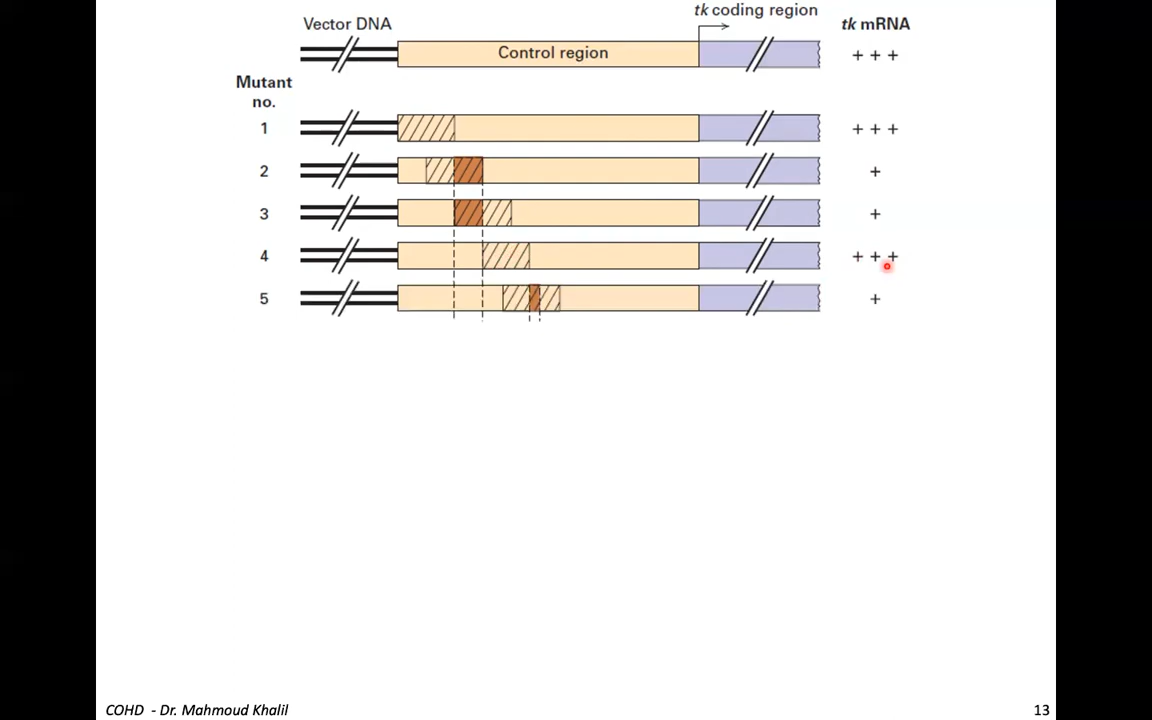 tk coding region
Vector DNA
tk mRNA
Control region
+ + +
Mutant
no.
1
+ + +
2
+
3
+
4
+ + +
5
+
COHD - Dr. Mahmoud Khalil
13